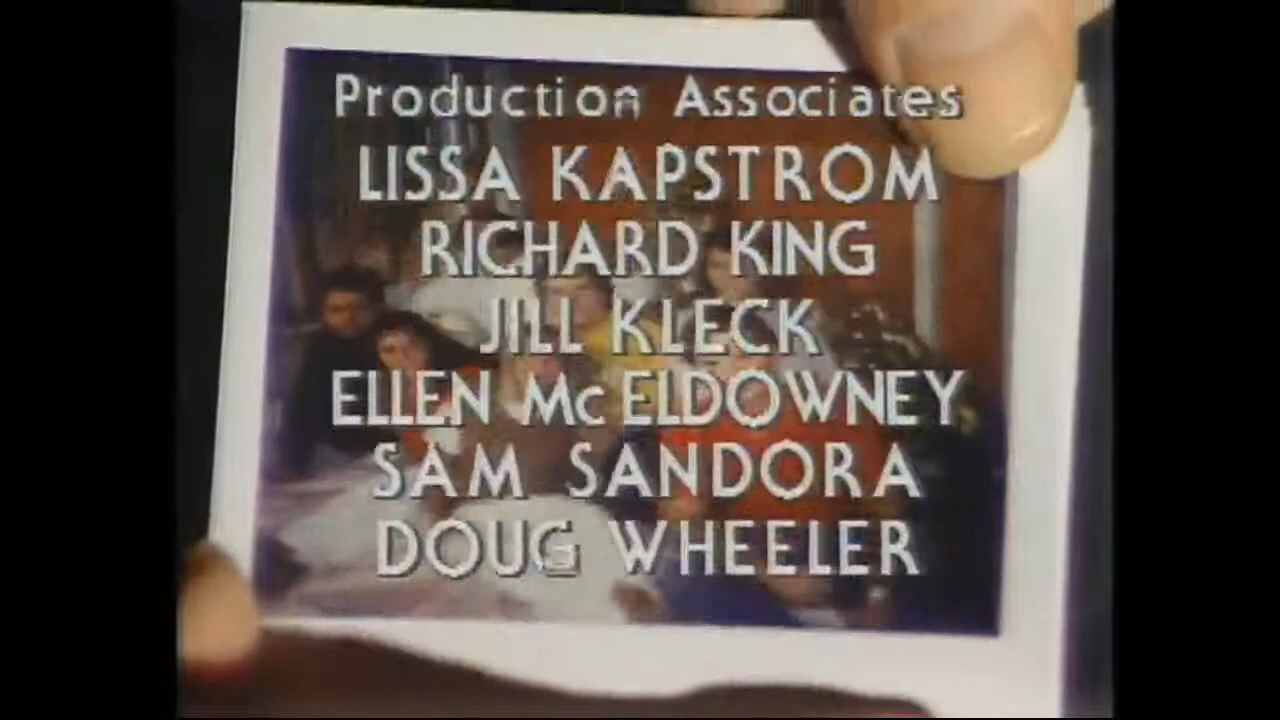 Production Associates
LISSA KAPSTROM
RICHARD KING
JILL KLECK
ELLEN McELDOWNEY
SAM SANDORA
DOUG WHEELER